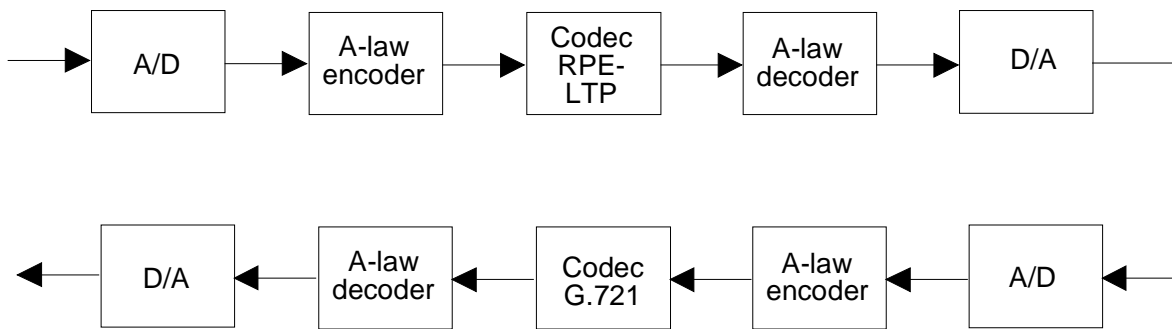 A/D
A-law
encoder
Codec
RPE-
LTP
A-law
decoder
D/A
D/A
A-law
decoder
Codec
G.721
A-law
encoder
A/D